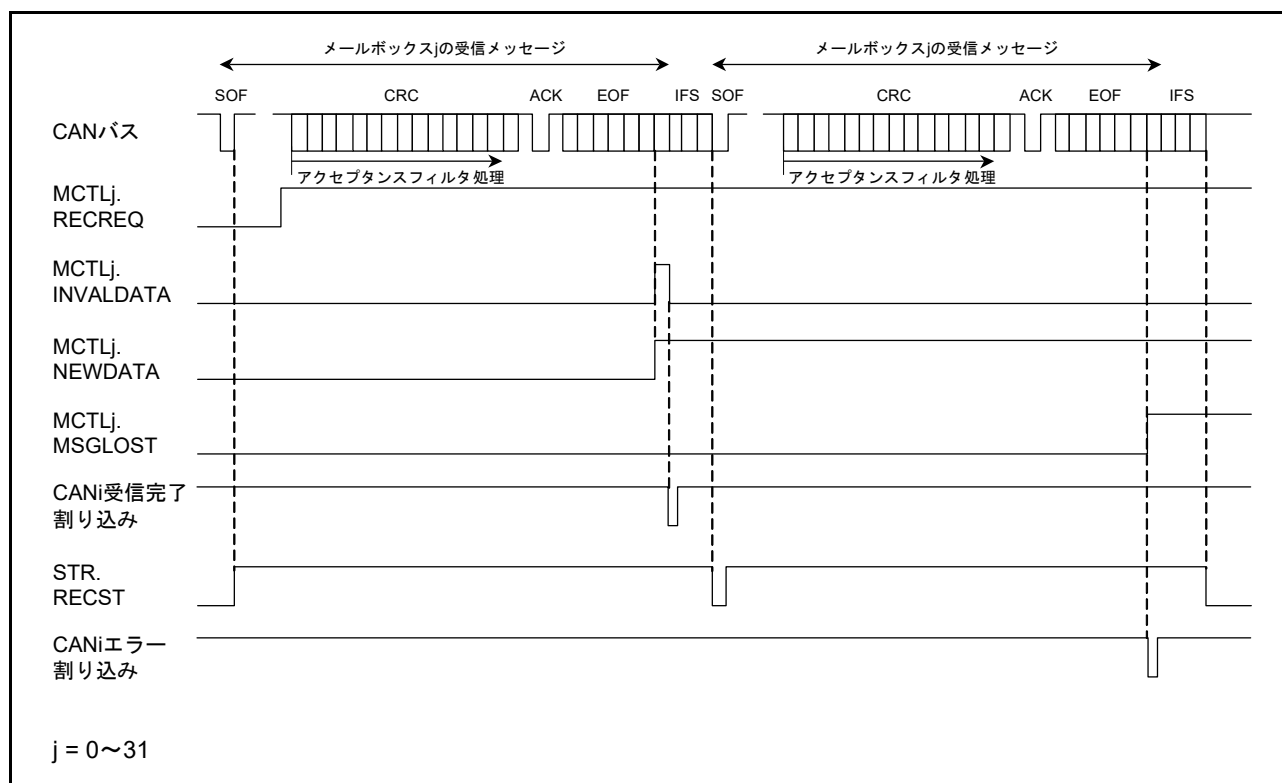 メールボックスjの受信メッセージ メールボックスjの受信メッセージ
SOF CRC ACK EOF IFS SOF CRC ACK EOF IFS
CANバス
アクセプタンスフィルタ処理 アクセプタンスフィルタ処理
MCTLj.
RECREQ
MCTLj.
INVALDATA
MCTLj.
NEWDATA
MCTLj.
MSGLOST
CANi受信完了
割り込み
STR.
RECST
CANiエラー
割り込み
j = 0～31